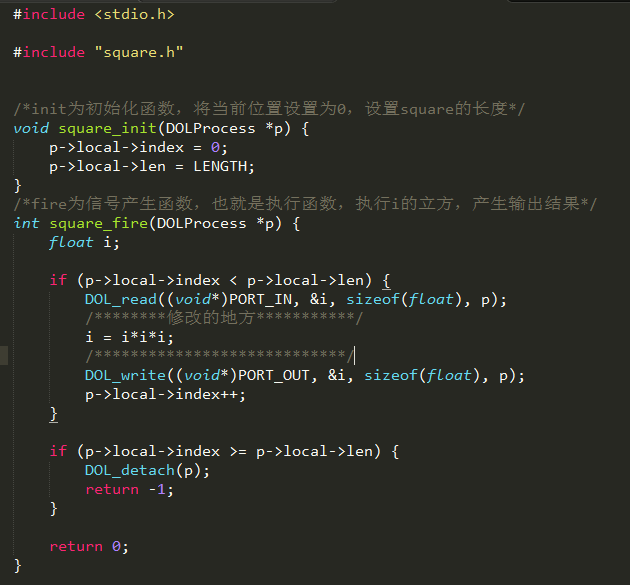 #include <stdio.h>
#include "square.h"
/*init为初始化函数，将当前位置设置为0，设置square的长度*/
void square_init(DOLProcess *p) {
    p->local->index = 0;
    p->local->len = LENGTH;
}
/*fire为信号产生函数，也就是执行函数，执行i的立方，产生输出结果*/
int square_fire(DOLProcess *p) {
    float i;
    if (p->local->index < p->local->len) {
        DOL_read((void*)PORT_IN, &i, sizeof(float), p);
        /********修改的地方***********/
        i = i*i*i;
        /****************************/
        DOL_write((void*)PORT_OUT, &i, sizeof(float), p);
        p->local->index++;
    }
    if (p->local->index >= p->local->len) {
        DOL_detach(p);
        return -1;
    }
    return 0;
}